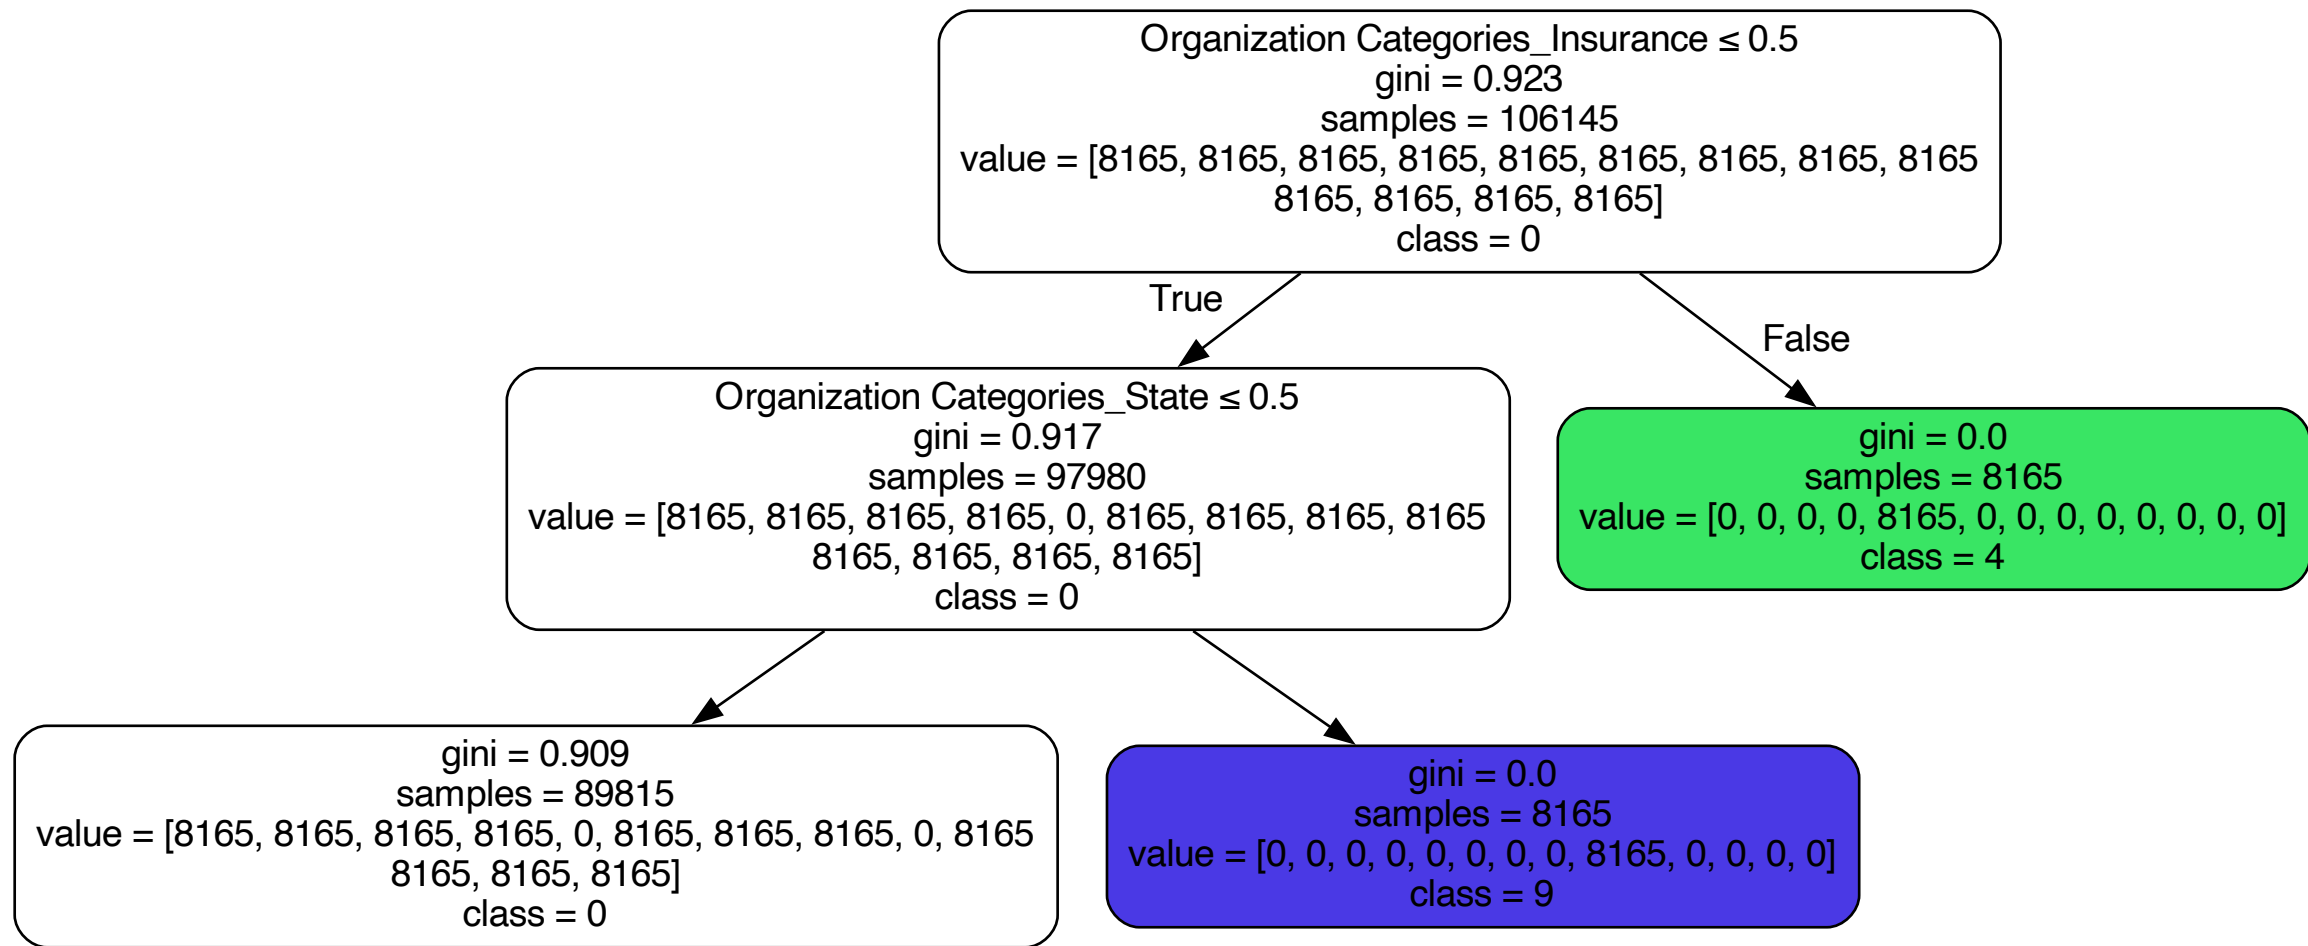 Organization Categories_Insurance ≤ 0.5
gini = 0.923
samples = 106145
value = [8165, 8165, 8165, 8165, 8165, 8165, 8165, 8165, 8165
8165, 8165, 8165, 8165]
class = 0
True
False
Organization Categories_State ≤ 0.5
gini = 0.917
samples = 97980
value = [8165, 8165, 8165, 8165, 0, 8165, 8165, 8165, 8165
8165, 8165, 8165, 8165]
class = 0
gini = 0.0
samples = 8165
value = [0, 0, 0, 0, 8165, 0, 0, 0, 0, 0, 0, 0, 0]
class = 4
gini = 0.909
samples = 89815
value = [8165, 8165, 8165, 8165, 0, 8165, 8165, 8165, 0, 8165
8165, 8165, 8165]
class = 0
gini = 0.0
samples = 8165
value = [0, 0, 0, 0, 0, 0, 0, 0, 8165, 0, 0, 0, 0]
class = 9